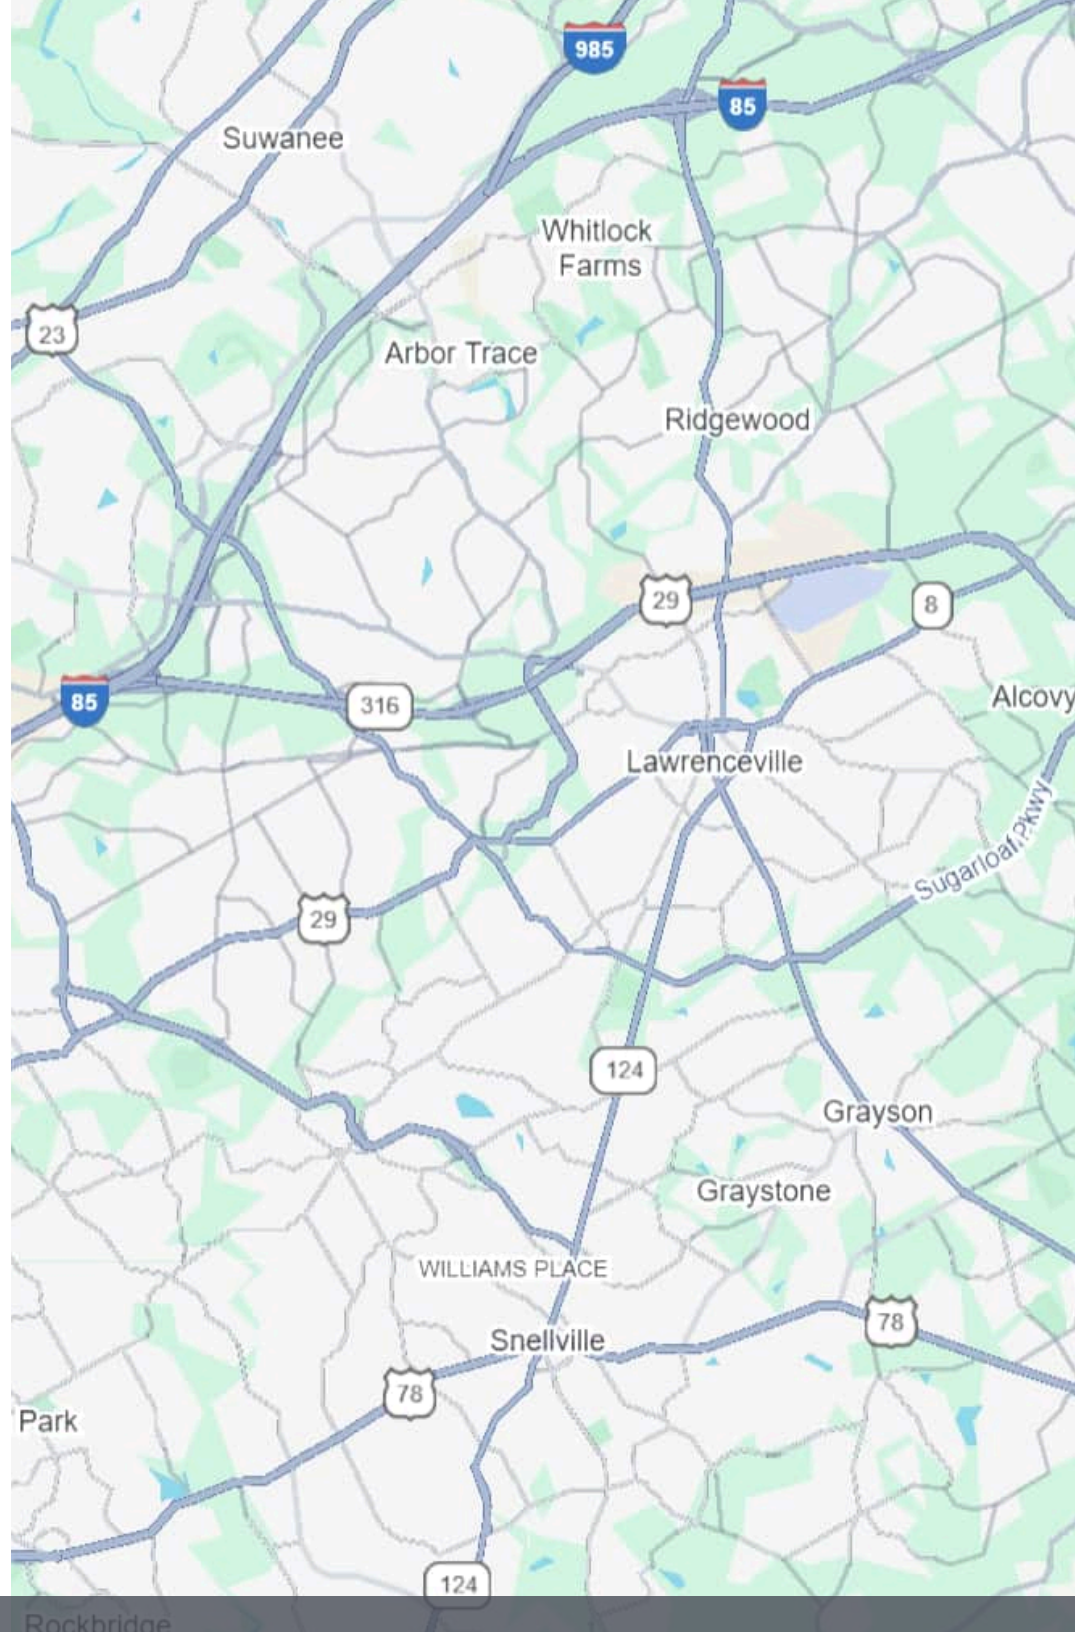 985
85
Suwanee
Whitlock
Farms
23
Arbor Trace
Ridgewood
29
8
85
316
Alcovy
Lawrenceville
Sugarloaf Pkwy
29
124
Grayson
Graystone
WILLIAMS PLACE
78
Snellville
78
Park
124
Rockbridge